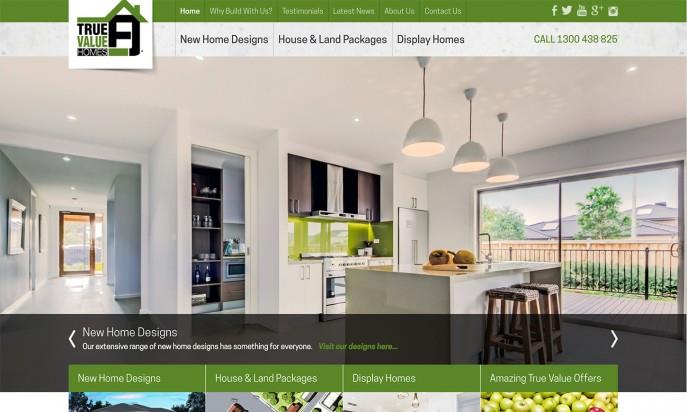 Home Why Build With Us? Testimonials Latest News About Us Contact Us
TRUE
VALUE
HOMES
New Home Designs House & Land Packages Display Homes CALL 1300 438 825
New Home Designs
Our extensive range of new home designs has something for everyone. Visit our designs here...
New Home Designs House & Land Packages Display Homes Amazing True Value Offers